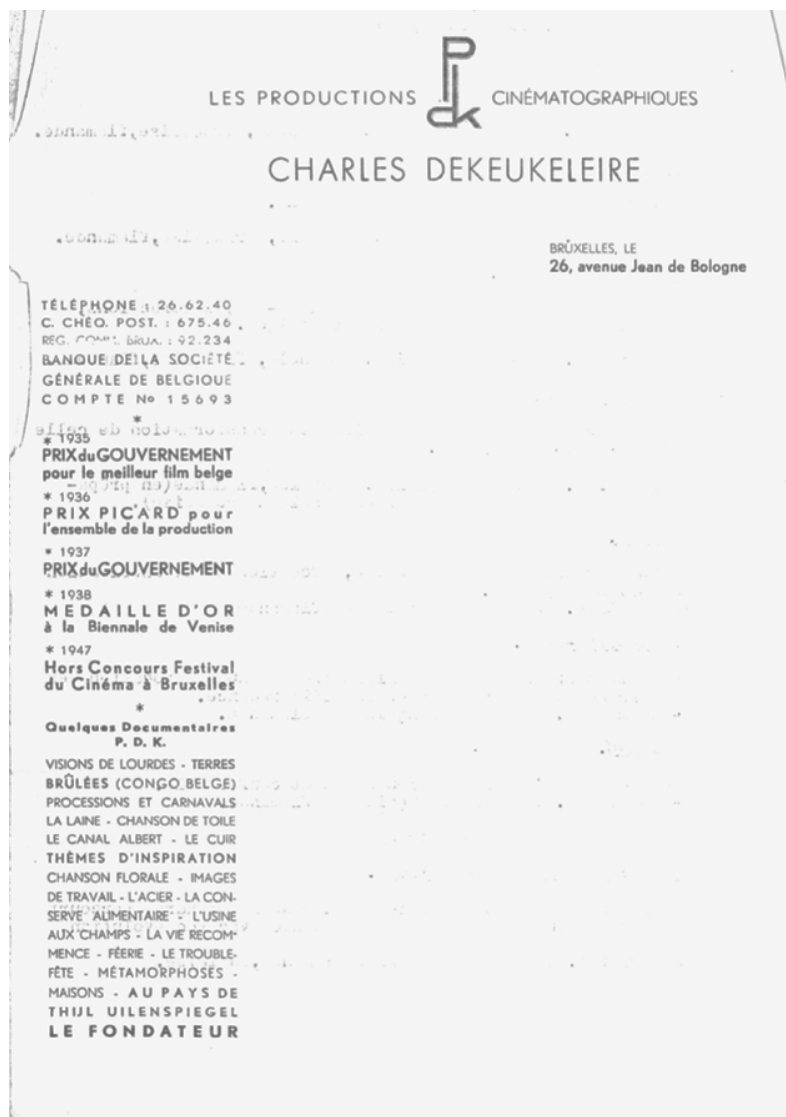 LES PRODUCTIONS PDK CINÉMATOGRAPHIQUES
CHARLES DEKEUKELEIRE
BRÛXELLES, LE
26, avenue Jean de Bologne
TÉLÉPHONE : 26.62.40
C. CHÈQ. POST. : 675.46
REG. COMM. BRUX. : 92.234
BANQUE DE LA SOCIÉTÉ
GÉNÉRALE DE BELGIQUE
COMPTE No 15693
*
* 1935
PRIX du GOUVERNEMENT
pour le meilleur film belge
* 1936
PRIX PICARD pour
l'ensemble de la production
* 1937
PRIX du GOUVERNEMENT
* 1938
MEDAILLE D'OR
à la Biennale de Venise
* 1947
Hors Concours Festival
du Cinéma à Bruxelles
*
Quelques Documentaires
P. D. K.
VISIONS DE LOURDES - TERRES
BRÛLÉES (CONGO BELGE)
PROCESSIONS ET CARNAVALS
LA LAINE - CHANSON DE TOILE
LE CANAL ALBERT - LE CUIR
THÈMES D'INSPIRATION
CHANSON FLORALE - IMAGES
DE TRAVAIL - L'ACIER - LA CON-
SERVE ALIMENTAIRE - L'USINE
AUX CHAMPS - LA VIE RECOM-
MENCE - FÉERIE - LE TROUBLE-
FÊTE - MÉTAMORPHOSES -
MAISONS - AU PAYS DE
THIJL UILENSPIEGEL
LE FONDATEUR